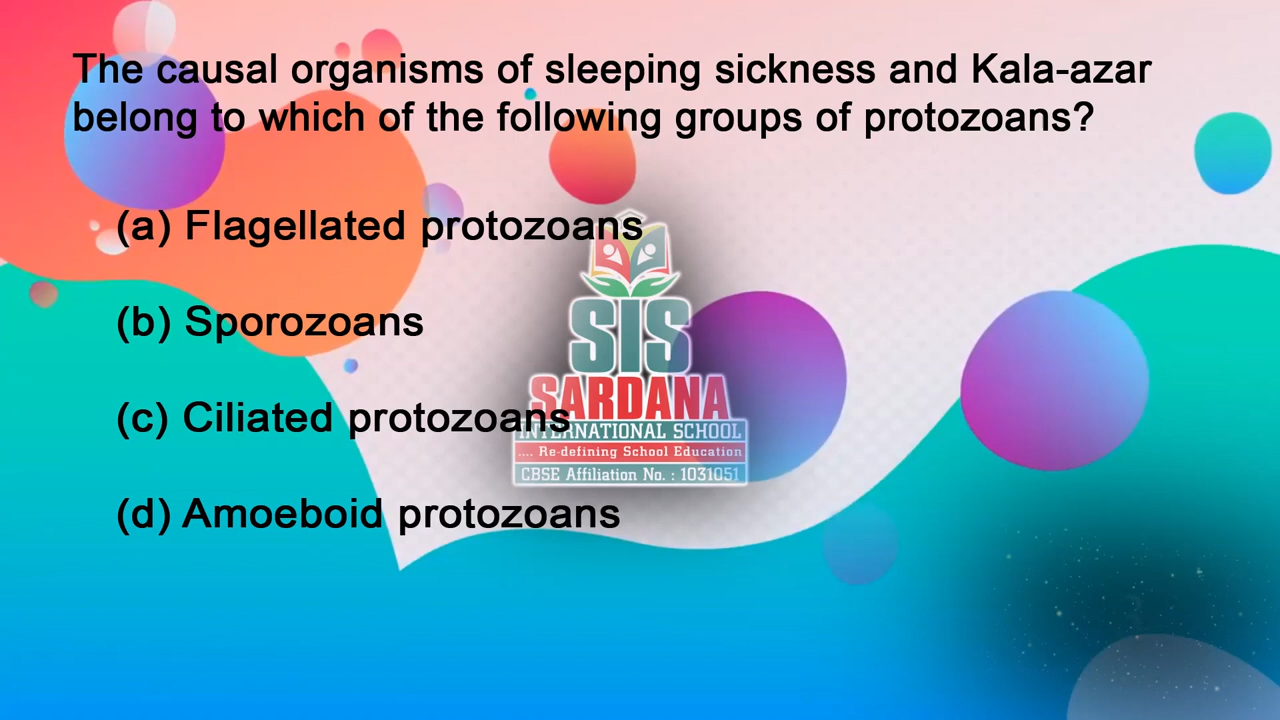 The causal organisms of sleeping sickness and Kala-azar
belong to which of the following groups of protozoans?
(a) Flagellated protozoans
(b) Sporozoans
(c) Ciliated protozoans
(d) Amoeboid protozoans
SIS
SARDANA
INTERNATIONAL SCHOOL
.... Re-defining School Education
CBSE Affiliation No. : 1031051